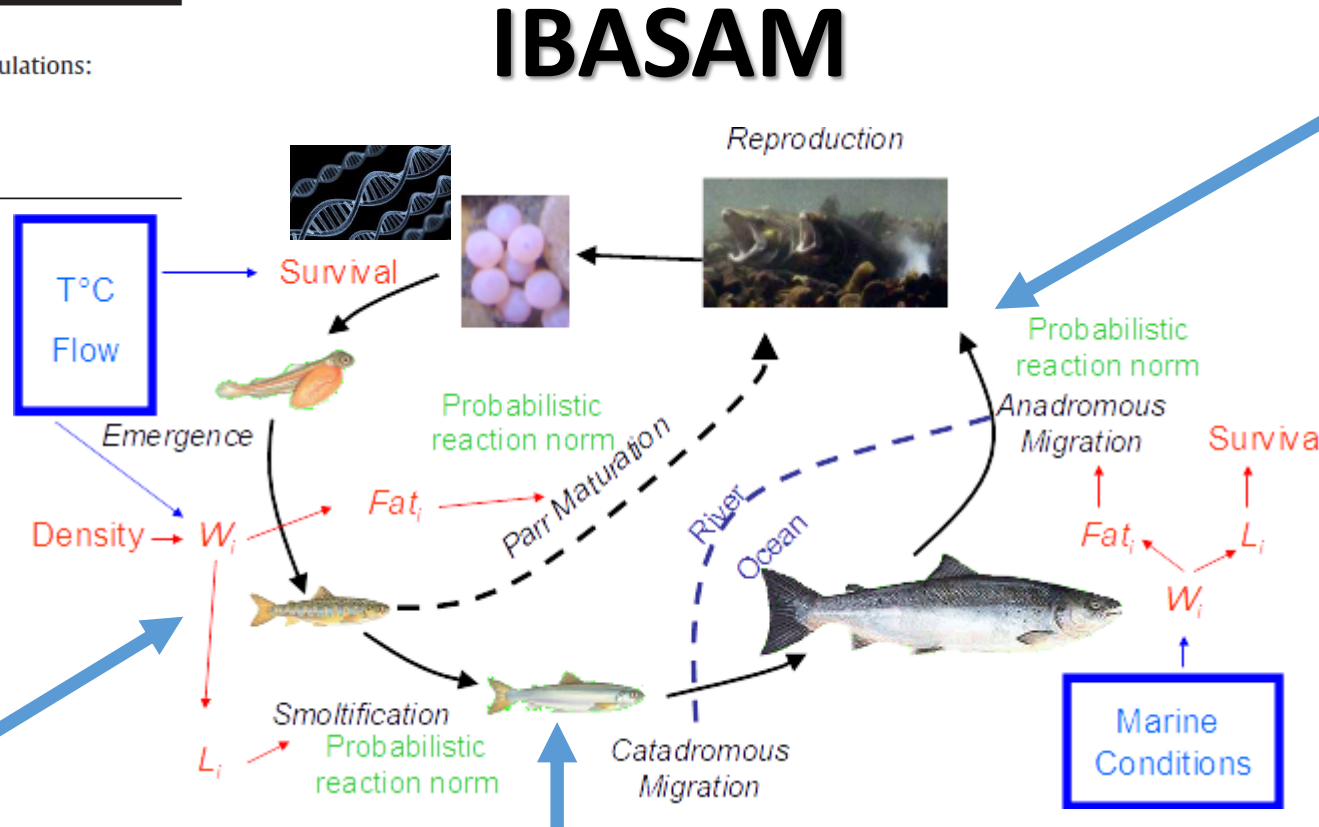 IBASAM
ulations:
Reproduction
T°C
Flow
Survival
Probabilistic
reaction norm
Anadromous
Migration
Surviva
Probabilistic
reaction norm
Emergence
Parr Maturation
River
Ocean
Density
W i
Fat i
Fat i
L i
W i
Smoltification
Probabilistic
reaction norm
L i
Catadromous
Migration
Marine
Conditions